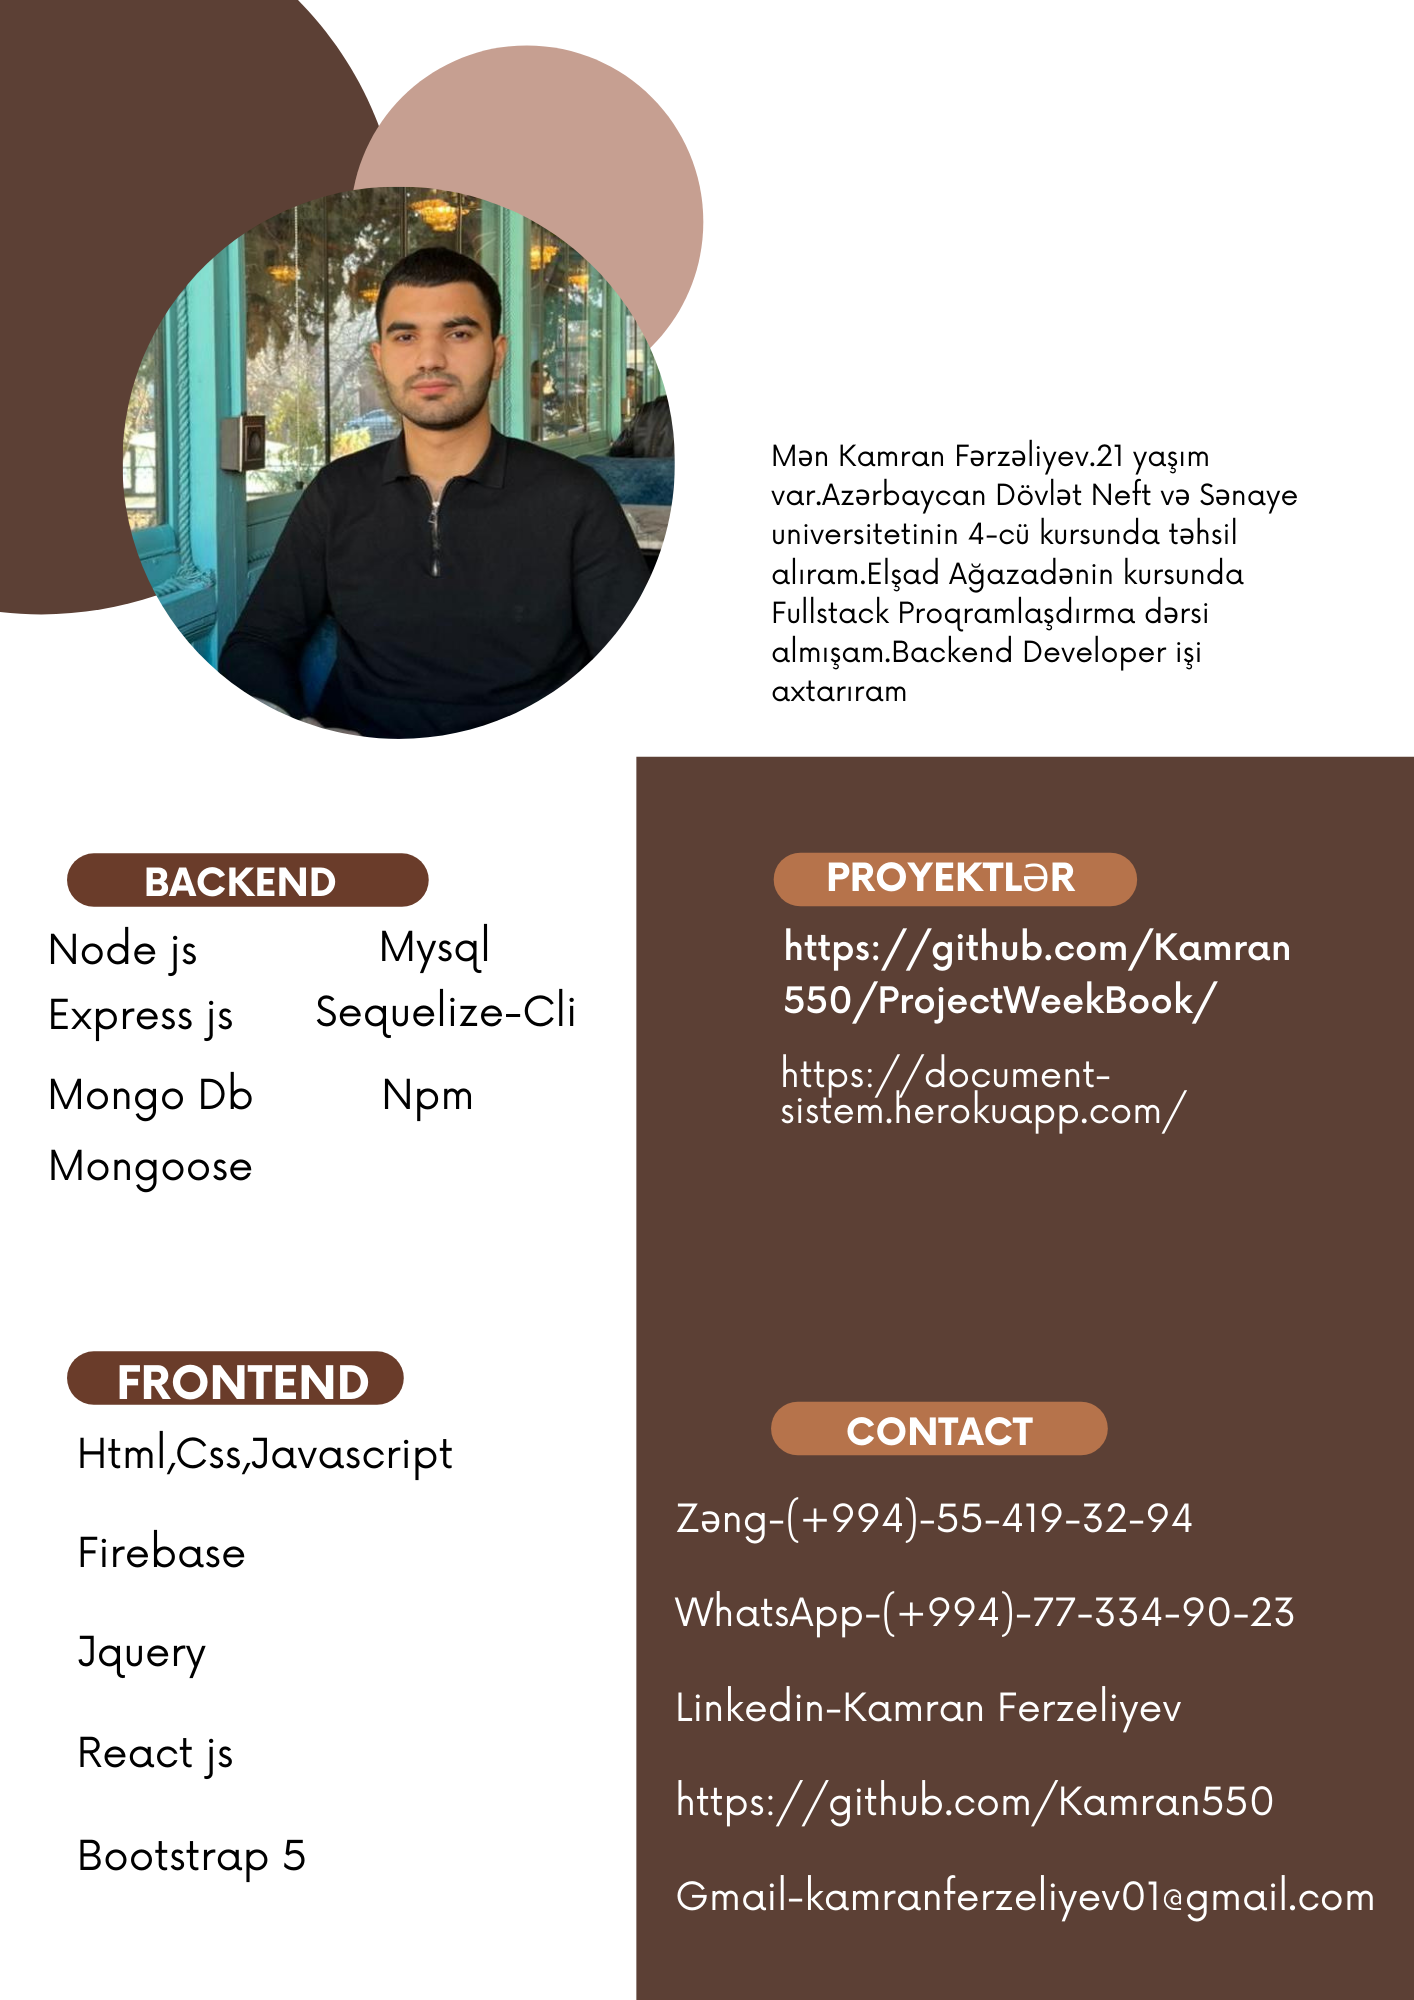 Mən Kamran Fərzəliyev.21 yaşım
var.Azərbaycan Dövlət Neft və Sənaye
universitetinin 4-cü kursunda təhsil
alıram.Elşad Ağazadənin kursunda
Fullstack Proqramlaşdırma dərsi
almışam.Backend Developer işi
axtarıram
BACKEND
Node js
Mysql
Express js
Sequelize-Cli
Mongo Db
Npm
Mongoose
FRONTEND
Html,Css,Javascript
Firebase
Jquery
React js
Bootstrap 5
PROYEKTLƏR
https://github.com/Kamran
550/ProjectWeekBook/
https://document-
sistem.herokuapp.com/
CONTACT
Zəng-(+994)-55-419-32-94
WhatsApp-(+994)-77-334-90-23
Linkedin-Kamran Ferzeliyev
https://github.com/Kamran550
Gmail-kamranferzeliyev01@gmail.com